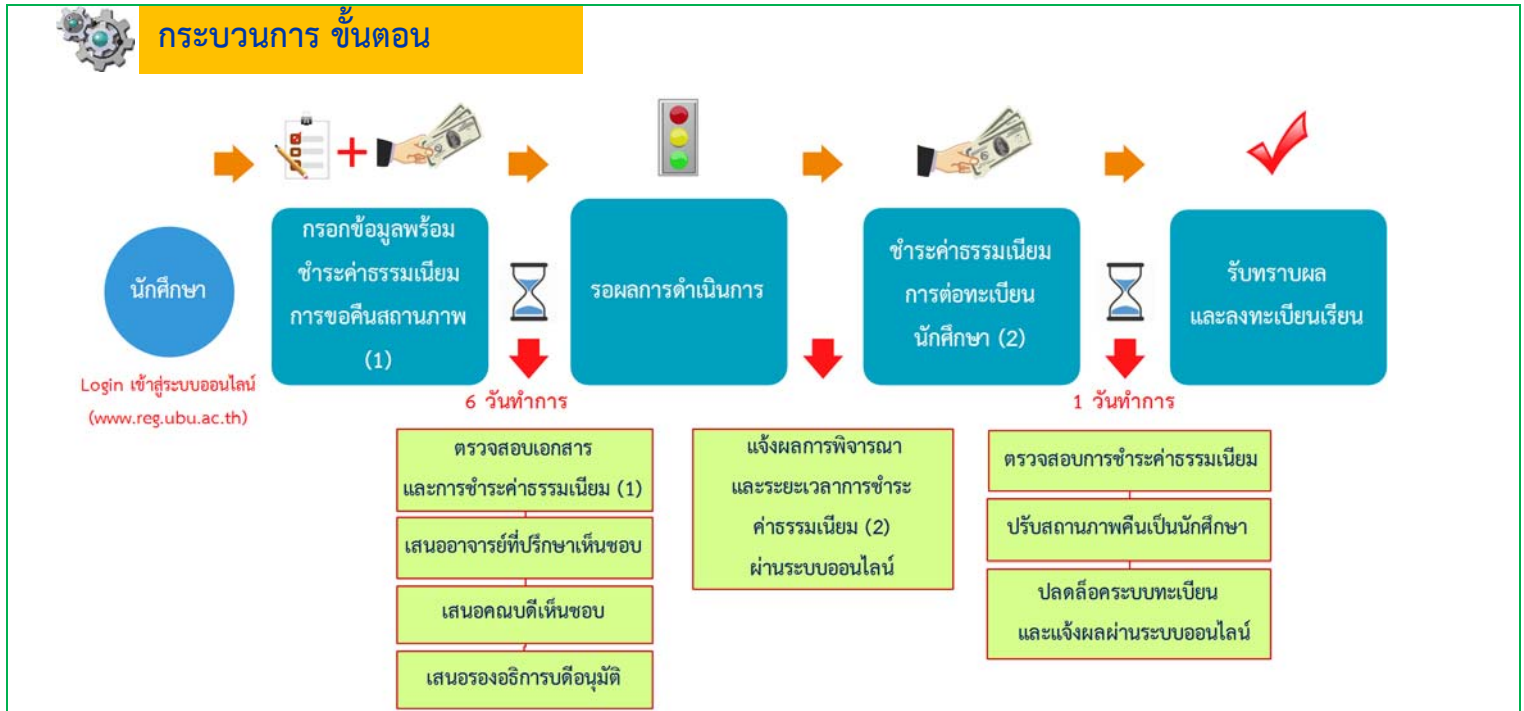 กระบวนการ ขั้นตอน
นักศึกษา
Login เข้าสู่ระบบออนไลน์
(www.reg.ubu.ac.th)
กรอกข้อมูลพร้อม
ชำระค่าธรรมเนียม
การขอคืนสถานภาพ
(1)
รอผลการดำเนินการ
ชำระค่าธรรมเนียม
การต่อทะเบียน
นักศึกษา (2)
รับทราบผล
และลงทะเบียนเรียน
6 วันทำการ
ตรวจสอบเอกสาร
และการชำระค่าธรรมเนียม (1)
เสนออาจารย์ที่ปรึกษาเห็นชอบ
เสนอคณบดีเห็นชอบ
เสนอรองอธิการบดีอนุมัติ
แจ้งผลการพิจารณา
และระยะเวลาการชำระ
ค่าธรรมเนียม (2)
ผ่านระบบออนไลน์
1 วันทำการ
ตรวจสอบการชำระค่าธรรมเนียม
ปรับสถานภาพคืนเป็นนักศึกษา
ปลดล็อคระบบทะเบียน
และแจ้งผลผ่านระบบออนไลน์